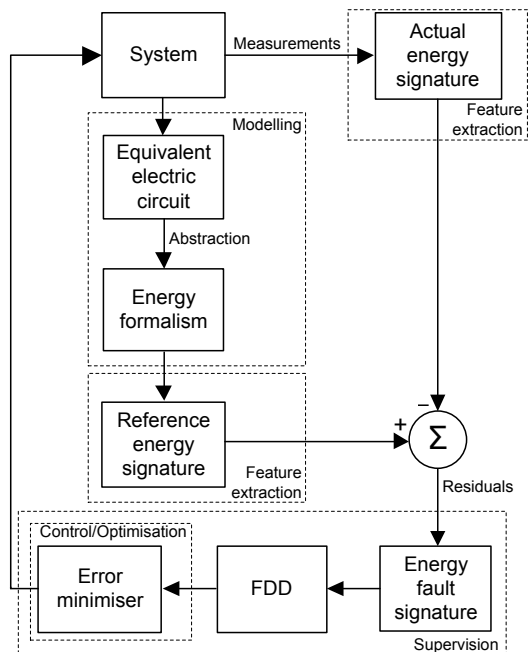 System
Measurements
Actual
energy
signature
Feature
extraction
Modelling
Equivalent
electric
circuit
Abstraction
Energy
formalism
Reference
energy
signature
Feature
extraction
−
+
Σ
Residuals
Control/Optimisation
Error
minimiser
FDD
Energy
fault
signature
Supervision